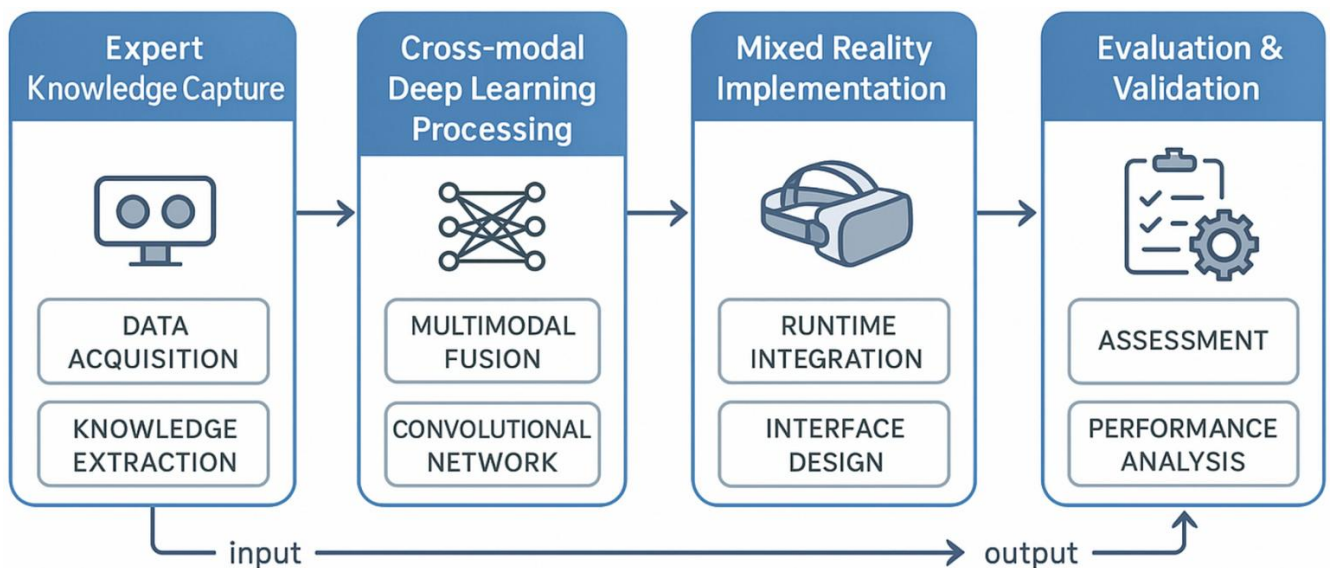 Expert
Knowledge Capture
DATA
ACQUISITION
KNOWLEDGE
EXTRACTION
Cross-modal
Deep Learning
Processing
MULTIMODAL
FUSION
CONVOLUTIONAL
NETWORK
Mixed Reality
Implementation
RUNTIME
INTEGRATION
INTERFACE
DESIGN
Evaluation &
Validation
ASSESSMENT
PERFORMANCE
ANALYSIS
input
output